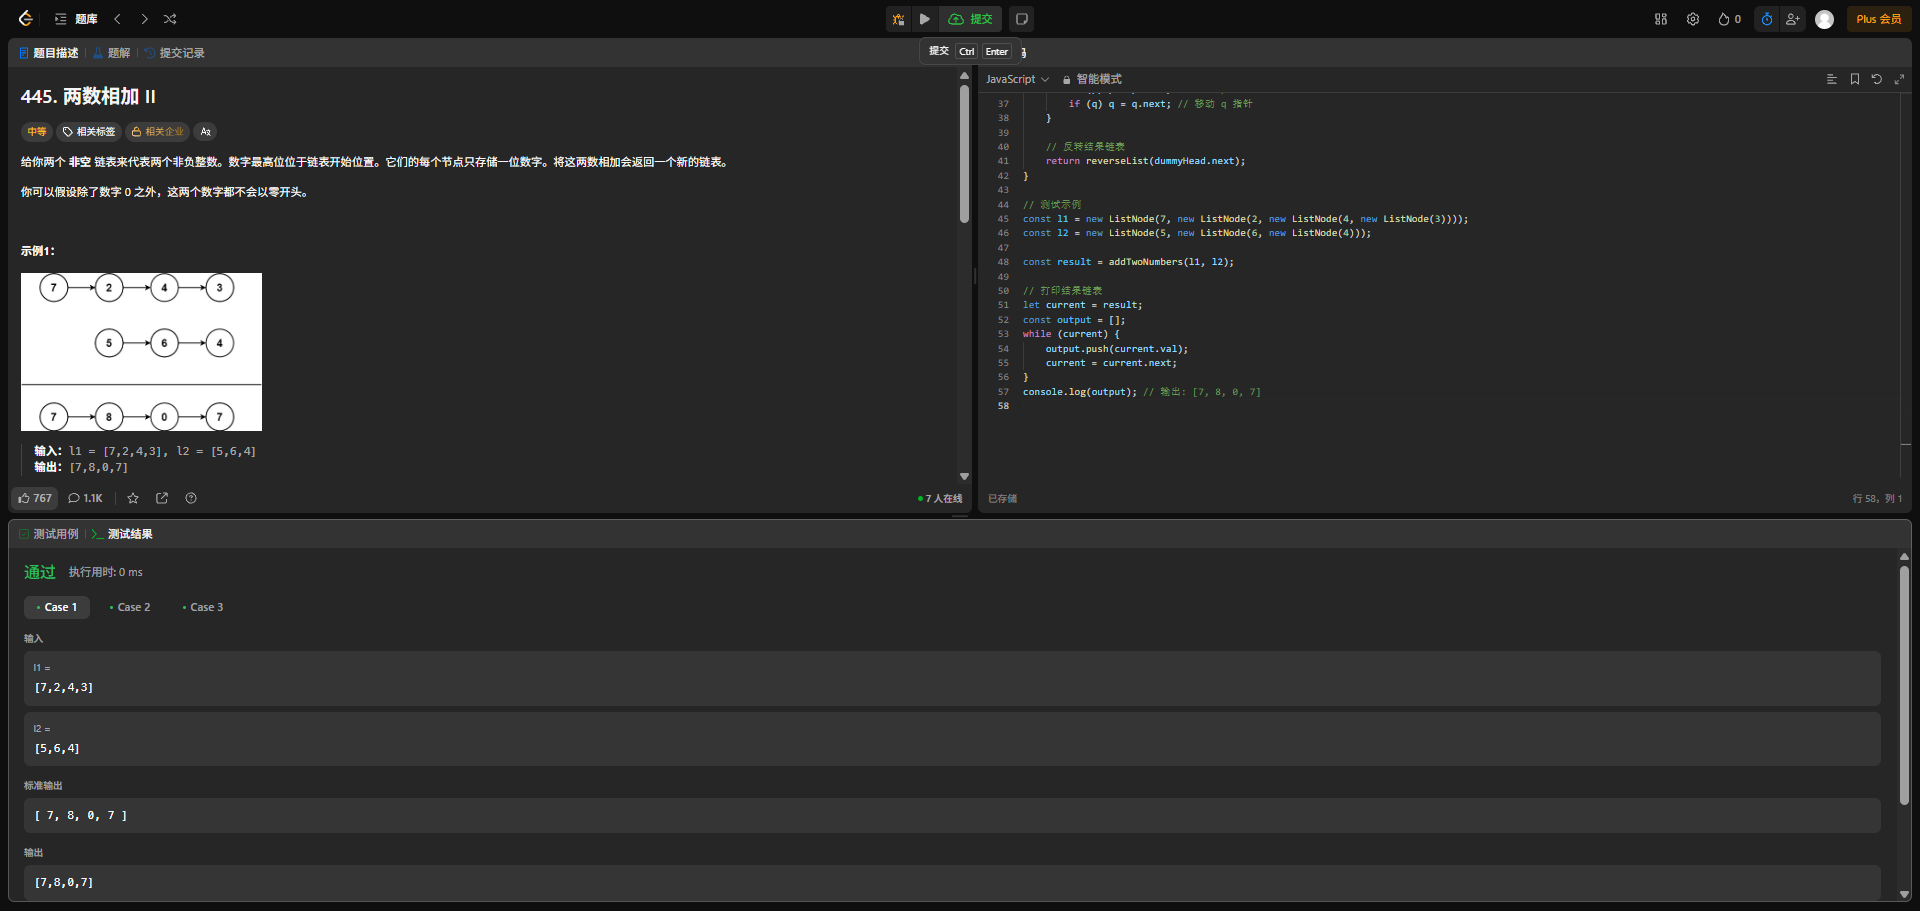 题库
提交
0
Plus 会员
题目描述
题解
提交记录
提交 Ctrl Enter
码
445. 两数相加 II
中等
相关标签
相关企业
给你两个 非空 链表来代表两个非负整数。数字最高位位于链表开始位置。它们的每个节点只存储一位数字。将这两数相加会返回一个新的链表。
你可以假设除了数字 0 之外，这两个数字都不会以零开头。
示例1：
7 2 4 3
5 6 4
7 8 0 7
输入：l1 = [7,2,4,3], l2 = [5,6,4]
输出：[7,8,0,7]
767
1.1K
7 人在线
JavaScript
智能模式
37 if (q) q = q.next; // 移动 q 指针
38 }
39
40 // 反转结果链表
41 return reverseList(dummyHead.next);
42 }
43
44 // 测试示例
45 const l1 = new ListNode(7, new ListNode(2, new ListNode(4, new ListNode(3))));
46 const l2 = new ListNode(5, new ListNode(6, new ListNode(4)));
47
48 const result = addTwoNumbers(l1, l2);
49
50 // 打印结果链表
51 let current = result;
52 const output = [];
53 while (current) {
54 output.push(current.val);
55 current = current.next;
56 }
57 console.log(output); // 输出: [7, 8, 0, 7]
58
已存储
行 58，列 1
测试用例
测试结果
通过 执行用时: 0 ms
Case 1 Case 2 Case 3
输入
l1 =
[7,2,4,3]
l2 =
[5,6,4]
标准输出
[ 7, 8, 0, 7 ]
输出
[7,8,0,7]